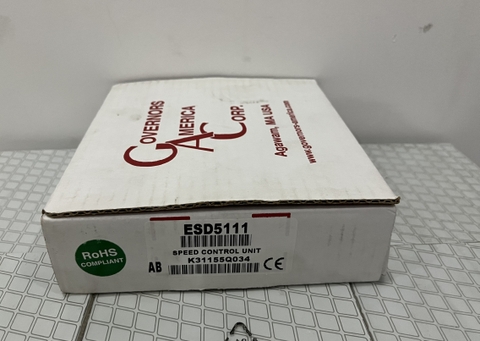 GOVERNORS
AMERICA
CORP.
Agawam, MA USA
www.governors-america.com
ESD5111
SPEED CONTROL UNIT
K31155Q034
AB
CE
RoHS
COMPLIANT